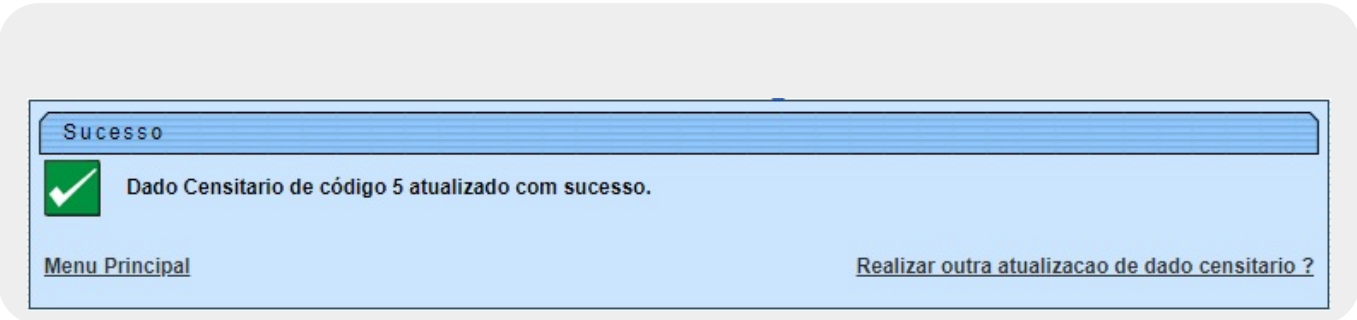 Sucesso
Dado Censitario de código 5 atualizado com sucesso.
Menu Principal
Realizar outra atualizacao de dado censitario ?